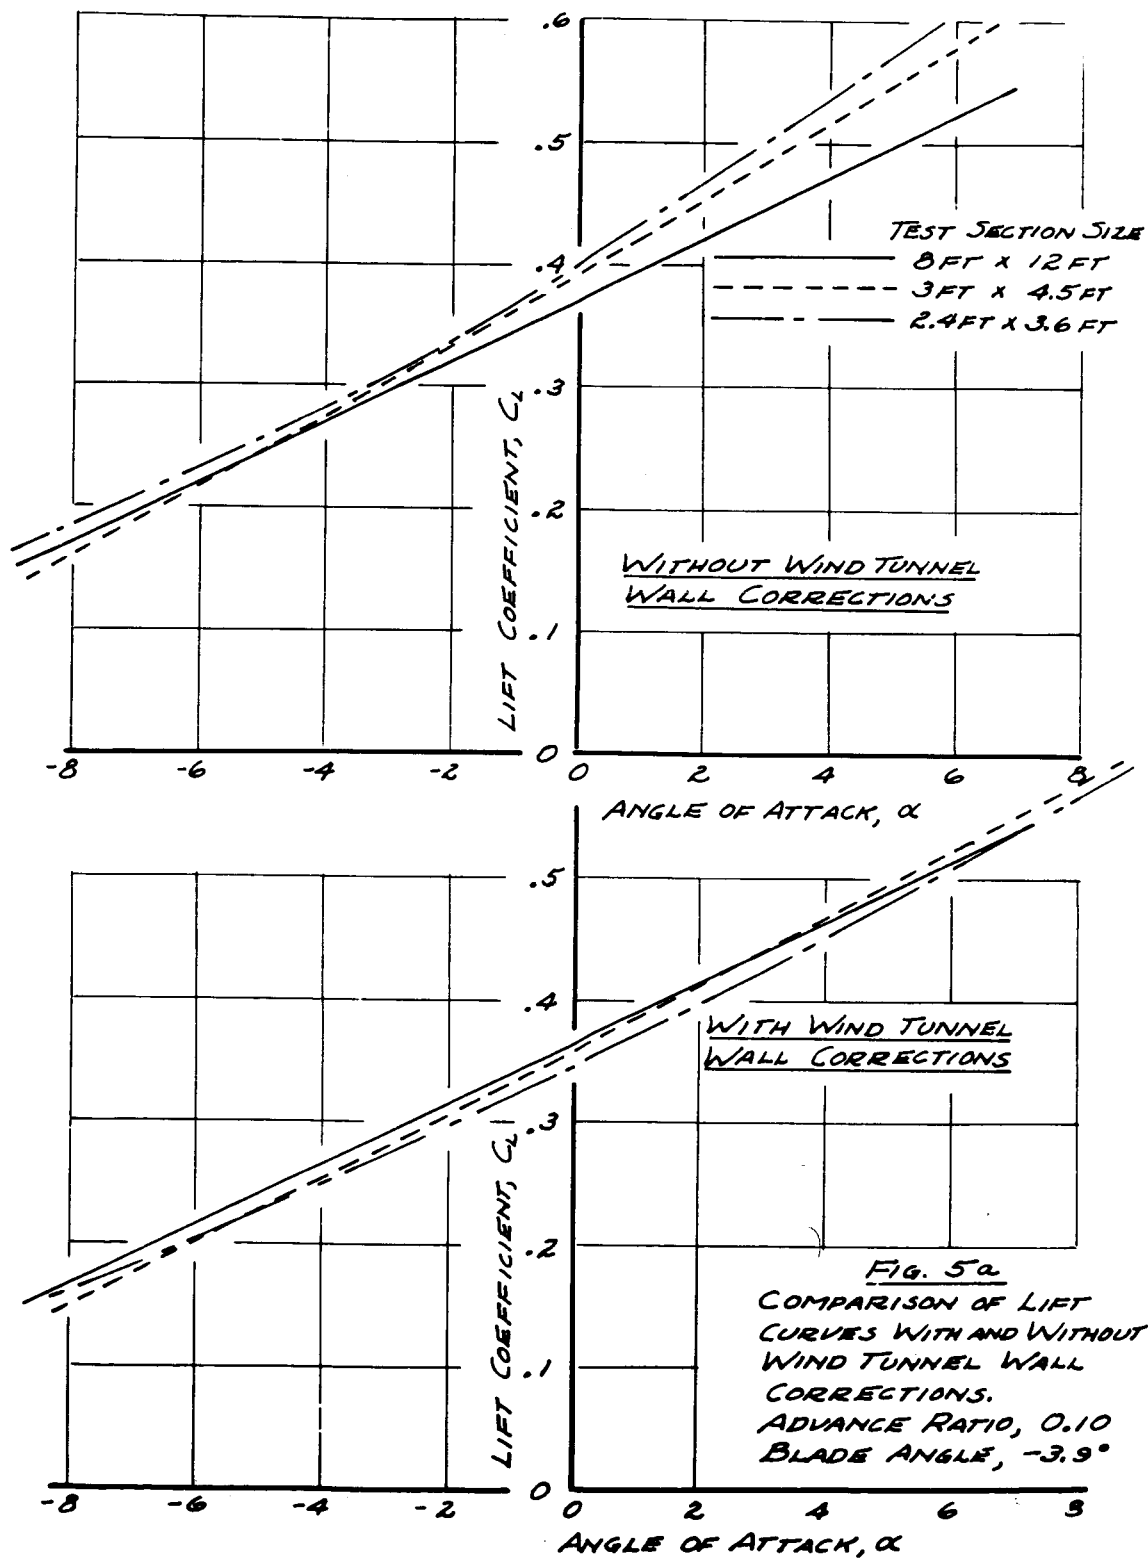 .6
.5
.4
.3
.2
.1
0
LIFT COEFFICIENT, CL
TEST SECTION SIZE
8FT X 12FT
3FT X 4.5FT
2.4FT X 3.6FT
WITHOUT WIND TUNNEL
WALL CORRECTIONS
-8 -6 -4 -2 0 2 4 6 8
ANGLE OF ATTACK, α
.5
.4
.3
.2
.1
0
LIFT COEFFICIENT, CL
WITH WIND TUNNEL
WALL CORRECTIONS
FIG. 5a
COMPARISON OF LIFT
CURVES WITH AND WITHOUT
WIND TUNNEL WALL
CORRECTIONS.
ADVANCE RATIO, 0.10
BLADE ANGLE, -3.9°
-8 -6 -4 -2 0 2 4 6 8
ANGLE OF ATTACK, α